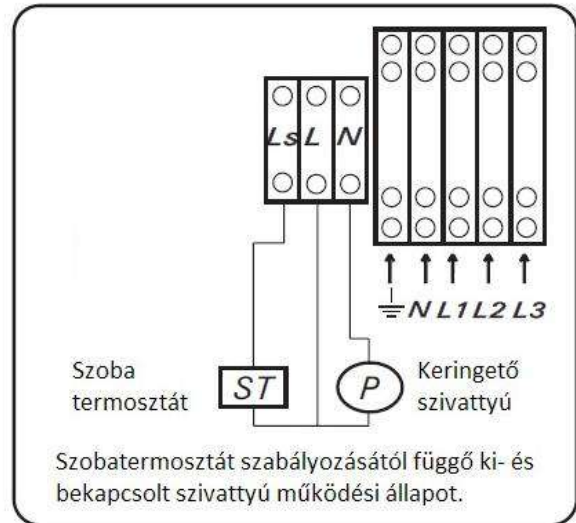 Ls L N
N L1 L2 L3
Szoba
termosztát
ST
P
Keringető
szivattyú
Szobatermosztát szabályozásától függő ki- és
bekapcsolt szivattyú működési állapot.